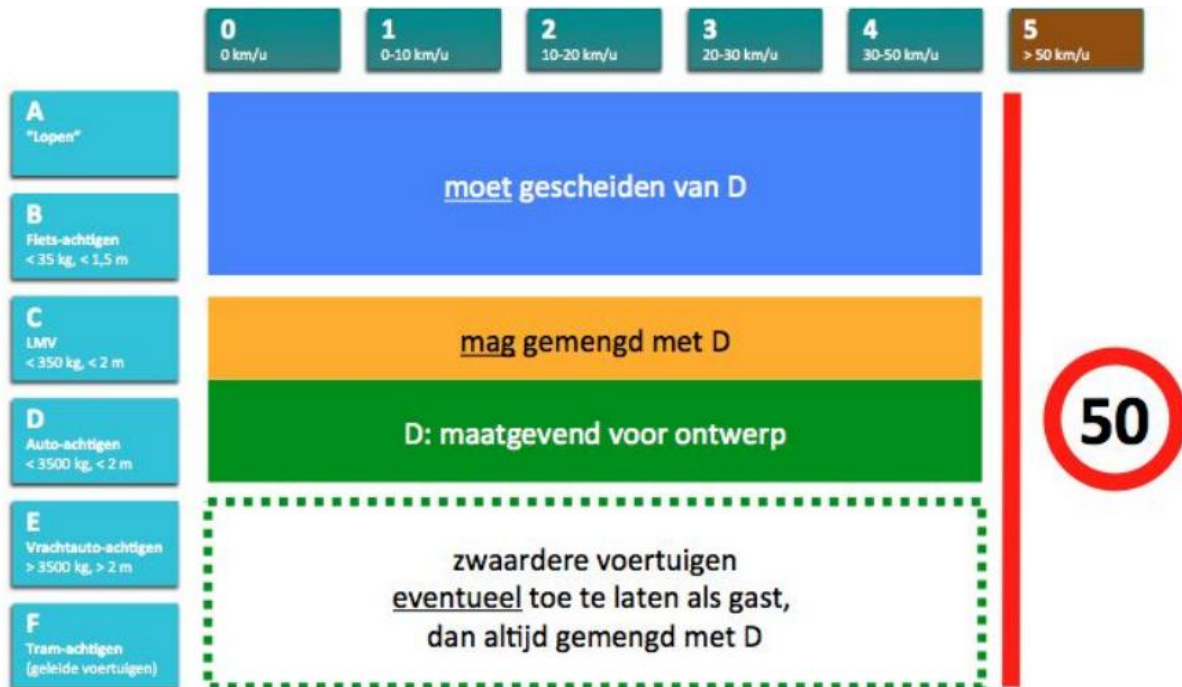 0
0 km/u
1
0-10 km/u
2
10-20 km/u
3
20-30 km/u
4
30-50 km/u
5
> 50 km/u
A
"Lopen"
B
Fiets-achtigen
< 35 kg, < 1,5 m
C
LMV
< 350 kg, < 2 m
D
Auto-achtigen
< 3500 kg, < 2 m
E
Vrachtauto-achtigen
> 3500 kg, > 2 m
F
Tram-achtigen
(geleide voertuigen)
moet gescheiden van D
mag gemengd met D
D: maatgevend voor ontwerp
zwaardere voertuigen
eventueel toe te laten als gast,
dan altijd gemengd met D
50